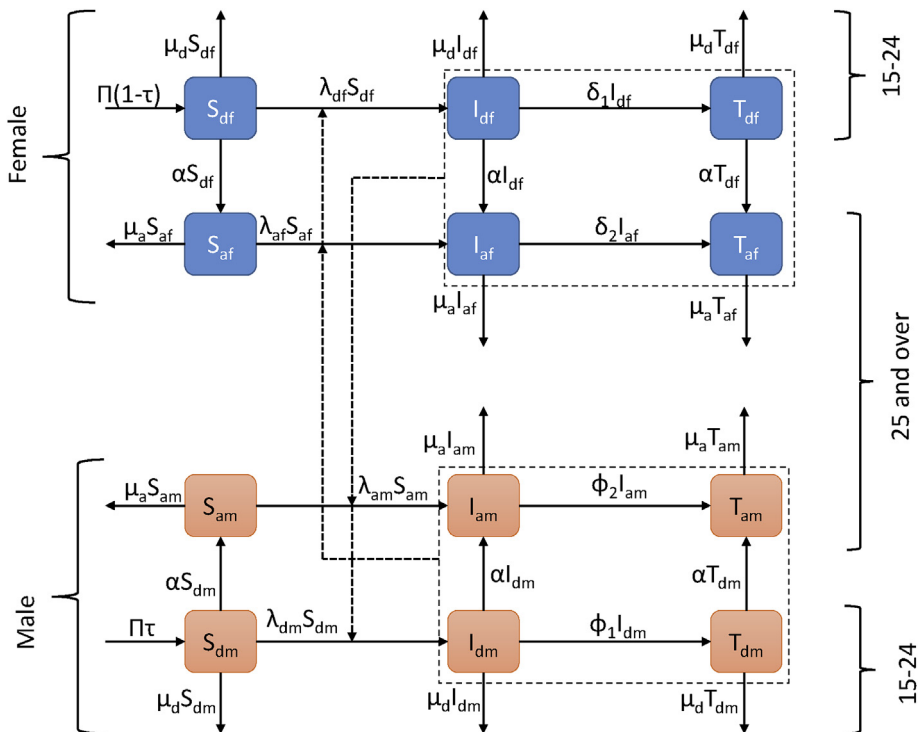 μdSdf
μdIdf
μdTdf
15-24
Female
Π(1-τ)
Sdf
λdfSdf
Idf
δ1Idf
Tdf
αSdf
αIdf
αTdf
μaSaf
Saf
λafSaf
Iaf
δ2Iaf
Taf
μaIaf
μaTaf
25 and over
μaIam
μaTam
Male
μaSam
Sam
λamSam
Iam
ϕ2Iam
Tam
αSdm
αIdm
αTdm
Πτ
Sdm
λdmSdm
Idm
ϕ1Idm
Tdm
15-24
μdSdm
μdIdm
μdTdm